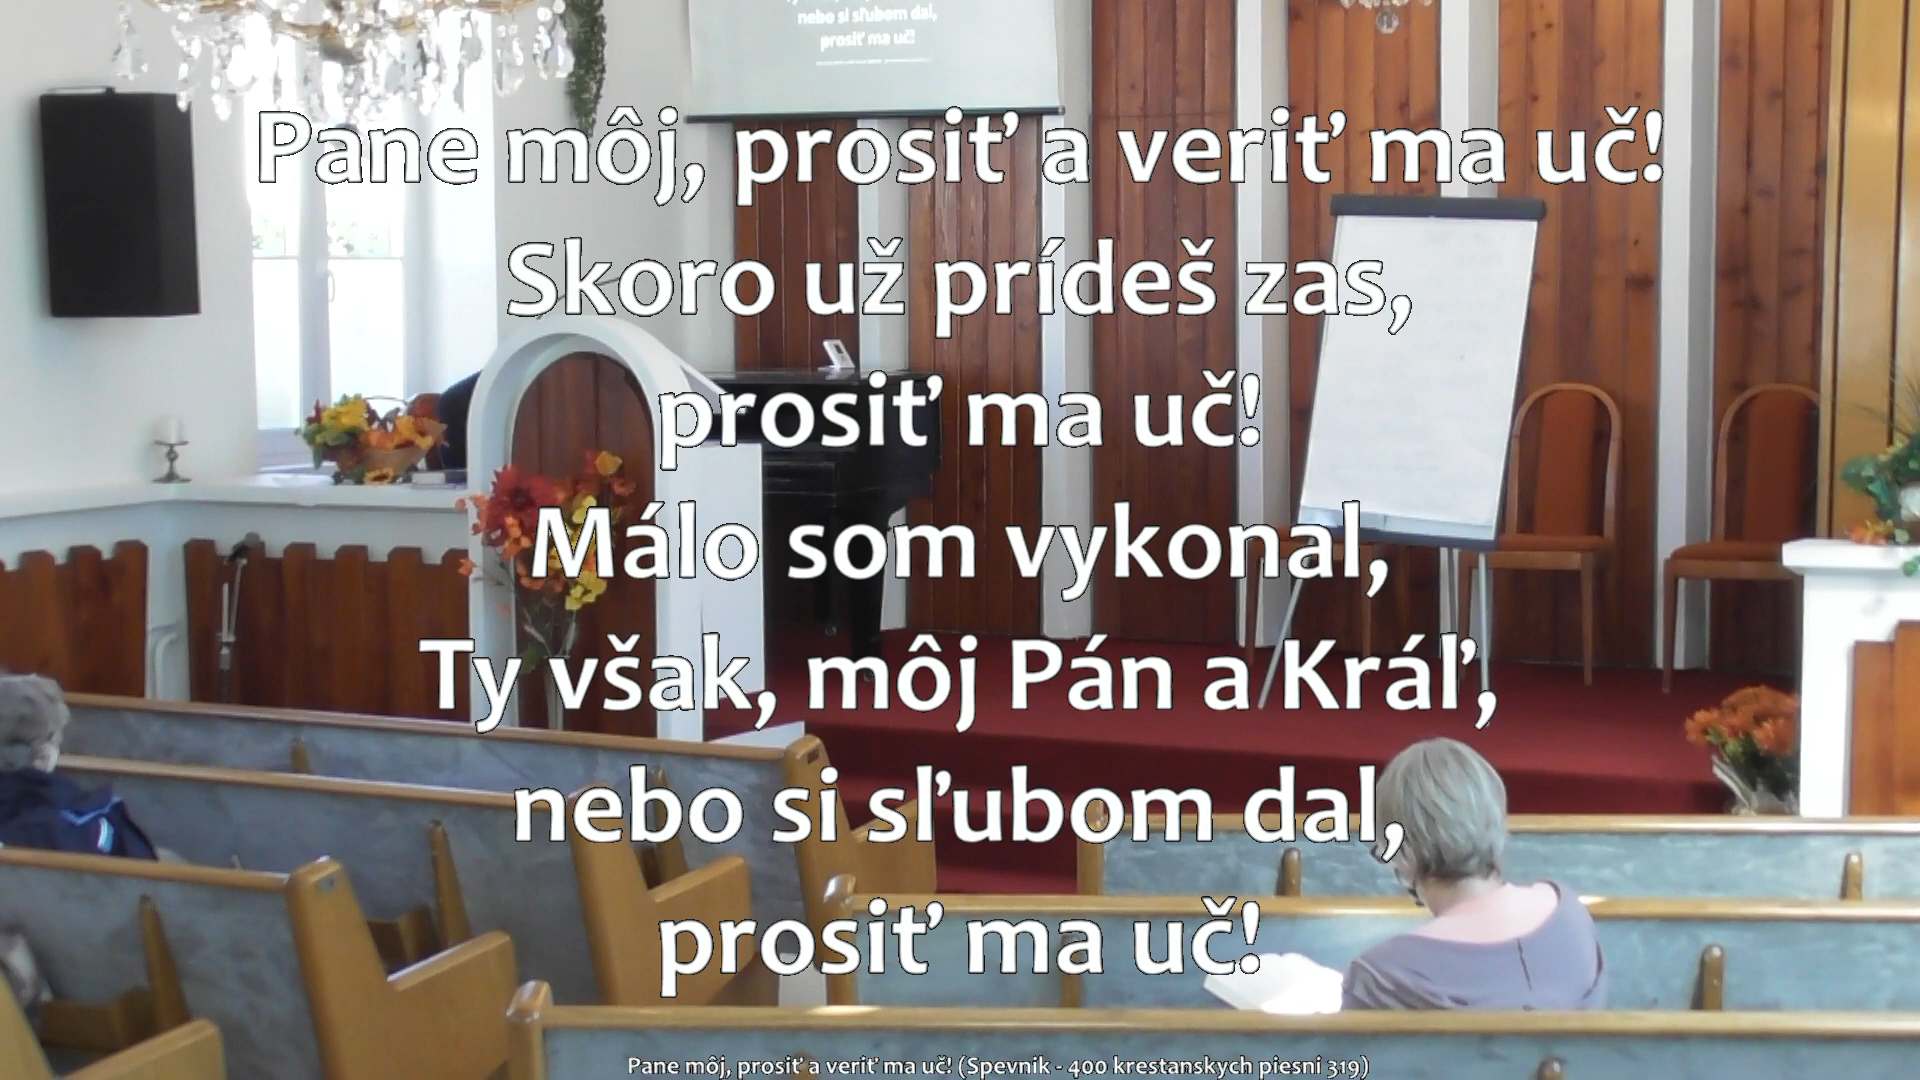 nebo si sľubom dal,
prosiť ma uč!
Pane môj, prosiť a veriť ma uč!
Skoro už prídeš zas,
prosiť ma uč!
Málo som vykonal,
Ty však, môj Pán a Kráľ,
nebo si sľubom dal,
prosiť ma uč!
Pane môj, prosiť a veriť ma uč! (Spevnik - 400 krestanskych piesni 319)